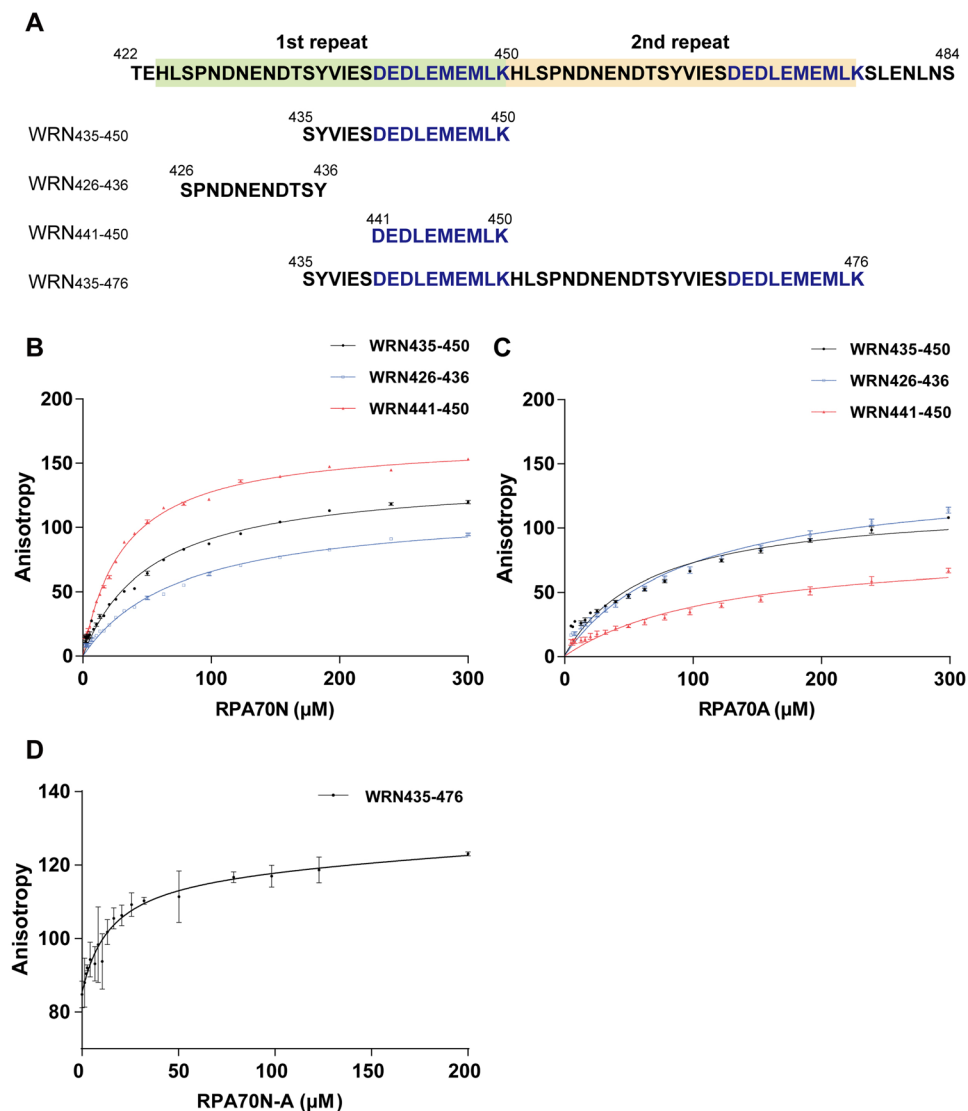 A
1st repeat 2nd repeat
422 450 484
TEHLSPNDNENDTSYVIESDEDLEMEMLKHLSPNDNENDTSYVIESDEDLEMEMLKSLENLNS
435 450
WRN435-450 SYVIESDEDLEMEMLK
426 436
WRN426-436 SPNDNENDTSY
441 450
WRN441-450 DEDLEMEMLK
435 476
WRN435-476 SYVIESDEDLEMEMLKHLSPNDNENDTSYVIESDEDLEMEMLK
B
WRN435-450
WRN426-436
WRN441-450
200
150
100
50
0
Anisotropy
0 100 200 300
RPA70N (µM)
C
WRN435-450
WRN426-436
WRN441-450
200
150
100
50
0
Anisotropy
0 100 200 300
RPA70A (µM)
D
WRN435-476
140
120
100
80
Anisotropy
0 50 100 150 200
RPA70N-A (µM)